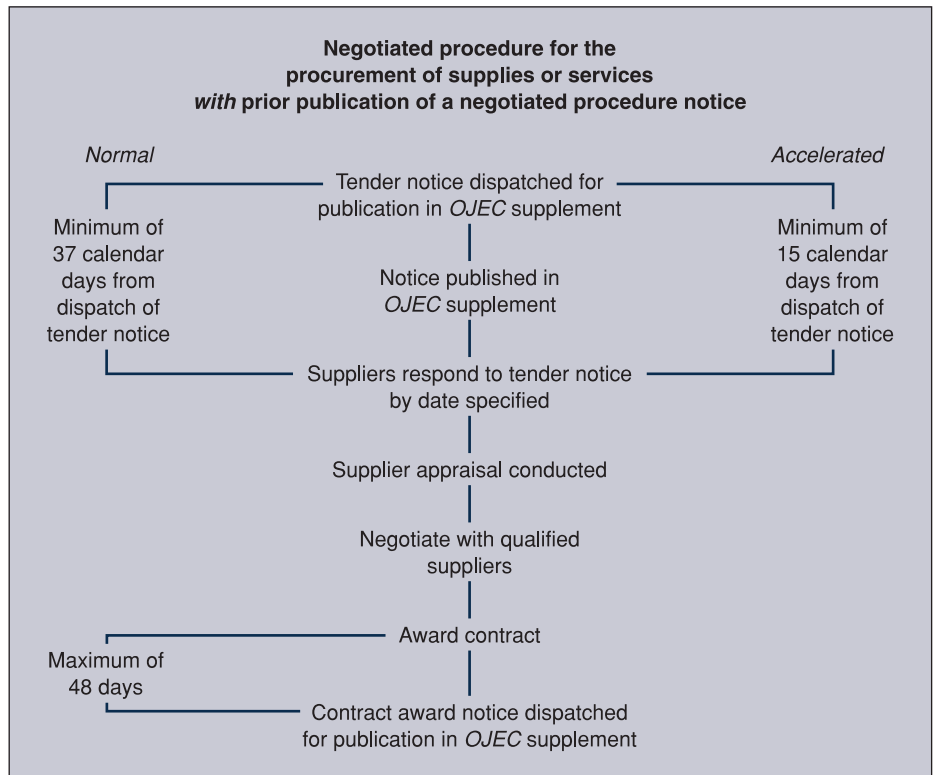 Negotiated procedure for the
procurement of supplies or services
with prior publication of a negotiated procedure notice
Normal
Accelerated
Tender notice dispatched for
publication in OJEC supplement
Minimum of
37 calendar
days from
dispatch of
tender notice
Minimum of
15 calendar
days from
dispatch of
tender notice
Notice published in
OJEC supplement
Suppliers respond to tender notice
by date specified
Supplier appraisal conducted
Negotiate with qualified
suppliers
Award contract
Maximum of
48 days
Contract award notice dispatched
for publication in OJEC supplement